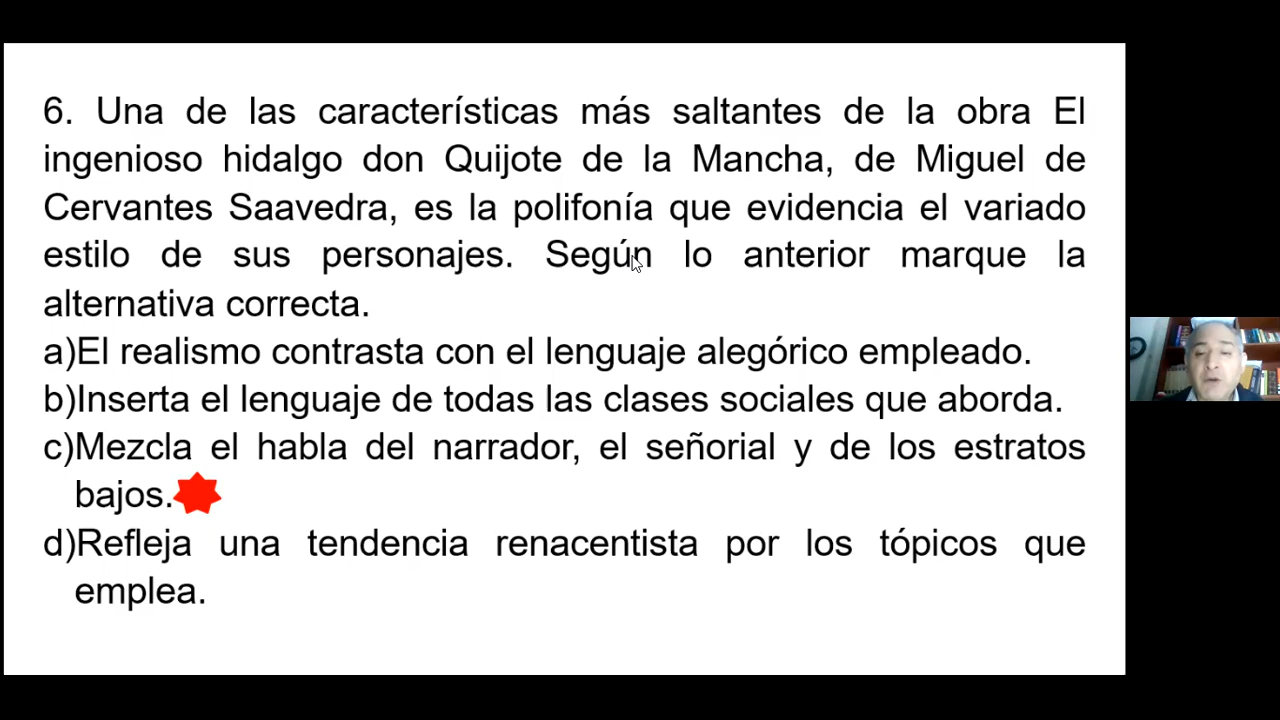 6. Una de las características más saltantes de la obra El
ingenioso hidalgo don Quijote de la Mancha, de Miguel de
Cervantes Saavedra, es la polifonía que evidencia el variado
estilo de sus personajes. Según lo anterior marque la
alternativa correcta.
a)El realismo contrasta con el lenguaje alegórico empleado.
b)Inserta el lenguaje de todas las clases sociales que aborda.
c)Mezcla el habla del narrador, el señorial y de los estratos
bajos.
d)Refleja una tendencia renacentista por los tópicos que
emplea.